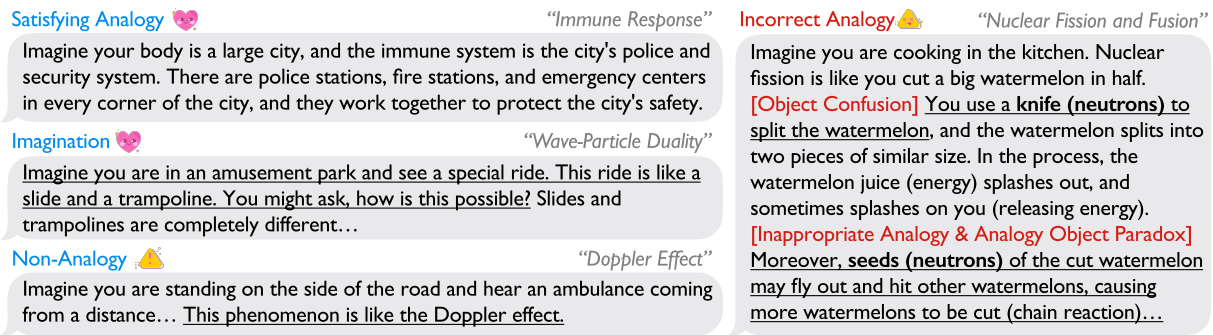 Satisfying Analogy “Immune Response”
Imagine your body is a large city, and the immune system is the city's police and
security system. There are police stations, fire stations, and emergency centers
in every corner of the city, and they work together to protect the city's safety.
Imagination “Wave-Particle Duality”
Imagine you are in an amusement park and see a special ride. This ride is like a
slide and a trampoline. You might ask, how is this possible? Slides and
trampolines are completely different…
Non-Analogy “Doppler Effect”
Imagine you are standing on the side of the road and hear an ambulance coming
from a distance… This phenomenon is like the Doppler effect.
Incorrect Analogy “Nuclear Fission and Fusion”
Imagine you are cooking in the kitchen. Nuclear
fission is like you cut a big watermelon in half.
[Object Confusion] You use a knife (neutrons) to
split the watermelon, and the watermelon splits into
two pieces of similar size. In the process, the
watermelon juice (energy) splashes out, and
sometimes splashes on you (releasing energy).
[Inappropriate Analogy & Analogy Object Paradox]
Moreover, seeds (neutrons) of the cut watermelon
may fly out and hit other watermelons, causing
more watermelons to be cut (chain reaction)…